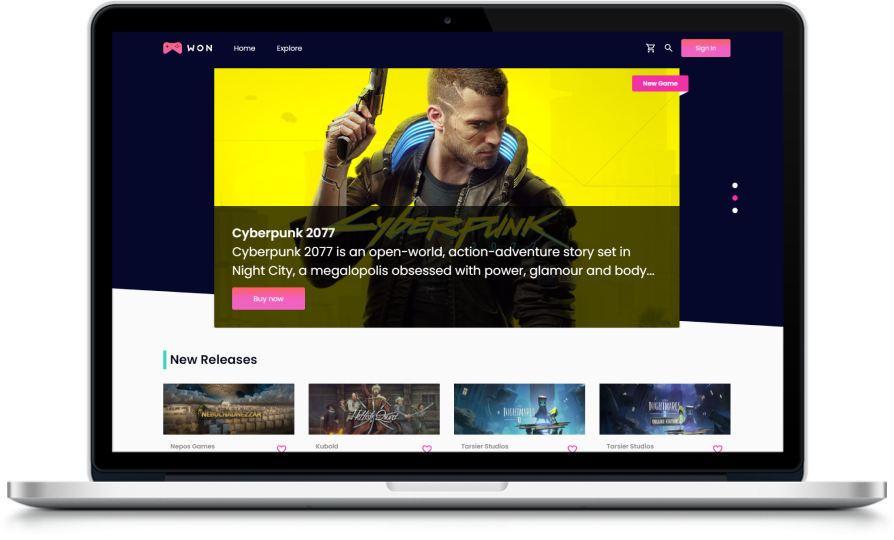 WON
Home
Explore
Sign In
New Game
CYBERPUNK
Cyberpunk 2077
Cyberpunk 2077 is an open-world, action-adventure story set in
Night City, a megalopolis obsessed with power, glamour and body...
Buy now
New Releases
NEBUCHADNEZZAR
NIGHTMARES
NIGHTMARES
Nepos Games
Kubold
Tarsier Studios
Tarsier Studios